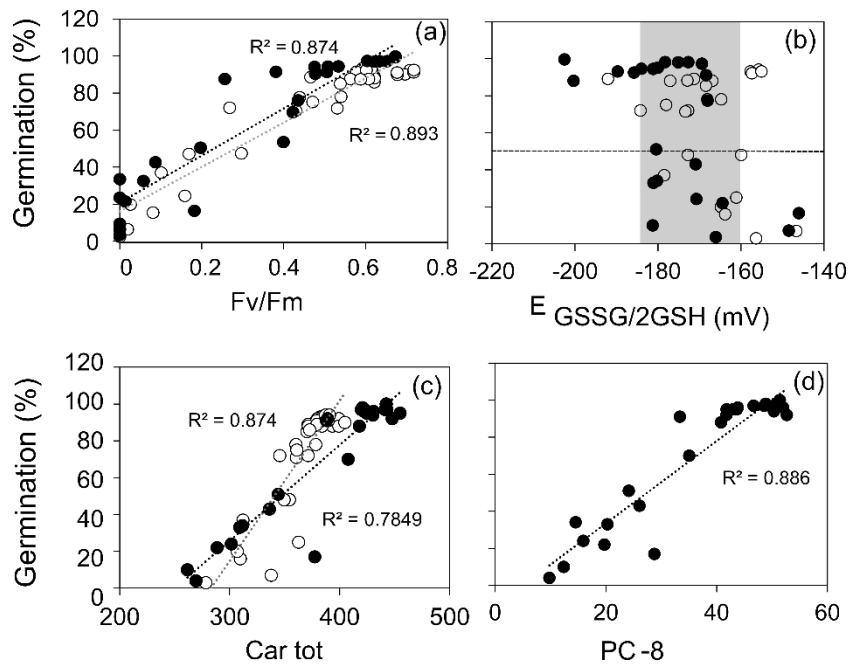 (a)
R² = 0.874
R² = 0.893
Germination (%)
120
100
80
60
40
20
0
0 0.2 0.4 0.6 0.8
Fv/Fm
(b)
-220 -200 -180 -160 -140
E GSSG/2GSH (mV)
(c)
R² = 0.874
R² = 0.7849
Germination (%)
120
100
80
60
40
20
0
200 300 400 500
Car tot
(d)
R² = 0.886
0 20 40 60
PC-8